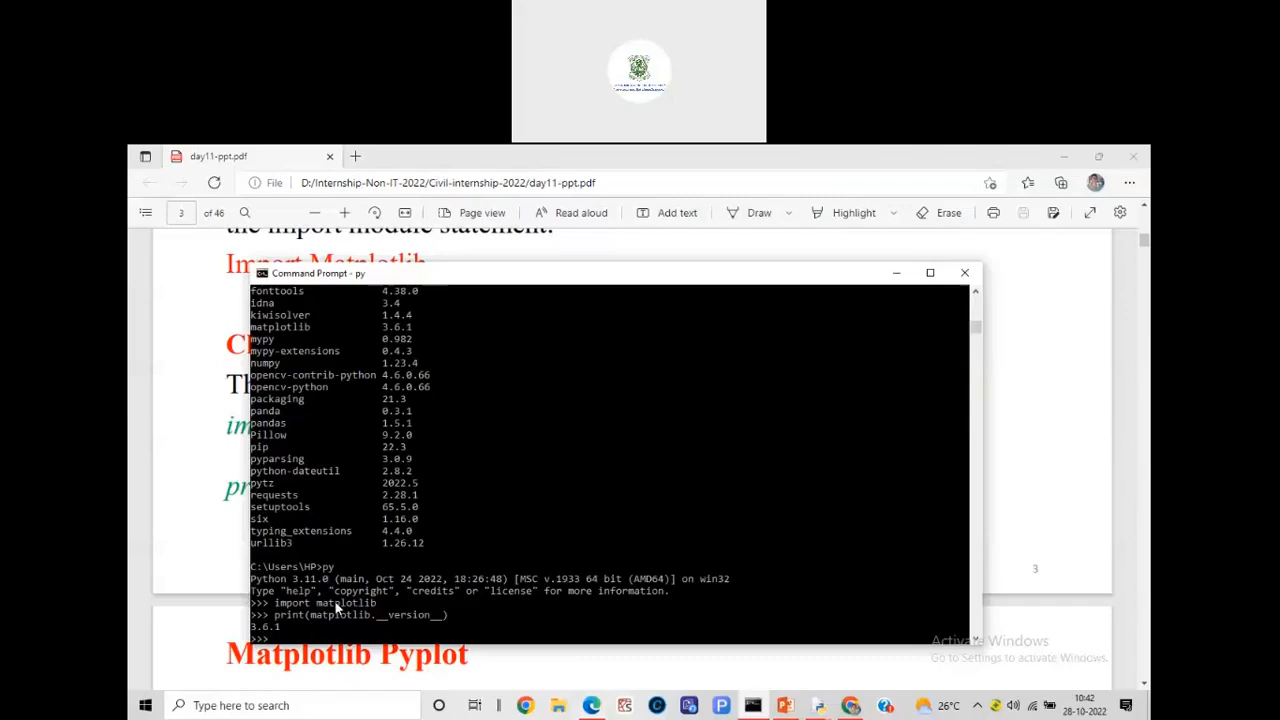 day11-ppt.pdf
File D:/Internship-Non-IT-2022/Civil-internship-2022/day11-ppt.pdf
3 of 46 Page view Read aloud Add text Draw Highlight Erase
the import module statement.
Import Matplotlib
Command Prompt - py
fonttools 4.38.0
idna 3.4
kiwisolver 1.4.4
matplotlib 3.6.1
mypy 0.982
mypy-extensions 0.4.3
numpy 1.23.4
opencv-contrib-python 4.6.0.66
opencv-python 4.6.0.66
packaging 21.3
panda 0.3.1
pandas 1.5.1
Pillow 9.2.0
pip 22.3
pyparsing 3.0.9
python-dateutil 2.8.2
pytz 2022.5
requests 2.28.1
setuptools 65.5.0
six 1.16.0
typing_extensions 4.4.0
urllib3 1.26.12
C:\Users\HP>py
Python 3.11.0 (main, Oct 24 2022, 18:26:48) [MSC v.1933 64 bit (AMD64)] on win32
Type "help", "copyright", "credits" or "license" for more information.
>>> import matplotlib
>>> print(matplotlib.__version__)
3.6.1
>>>
3
Matplotlib Pyplot
Activate Windows
Go to Settings to activate Windows.
Type here to search
26°C
10:42
28-10-2022